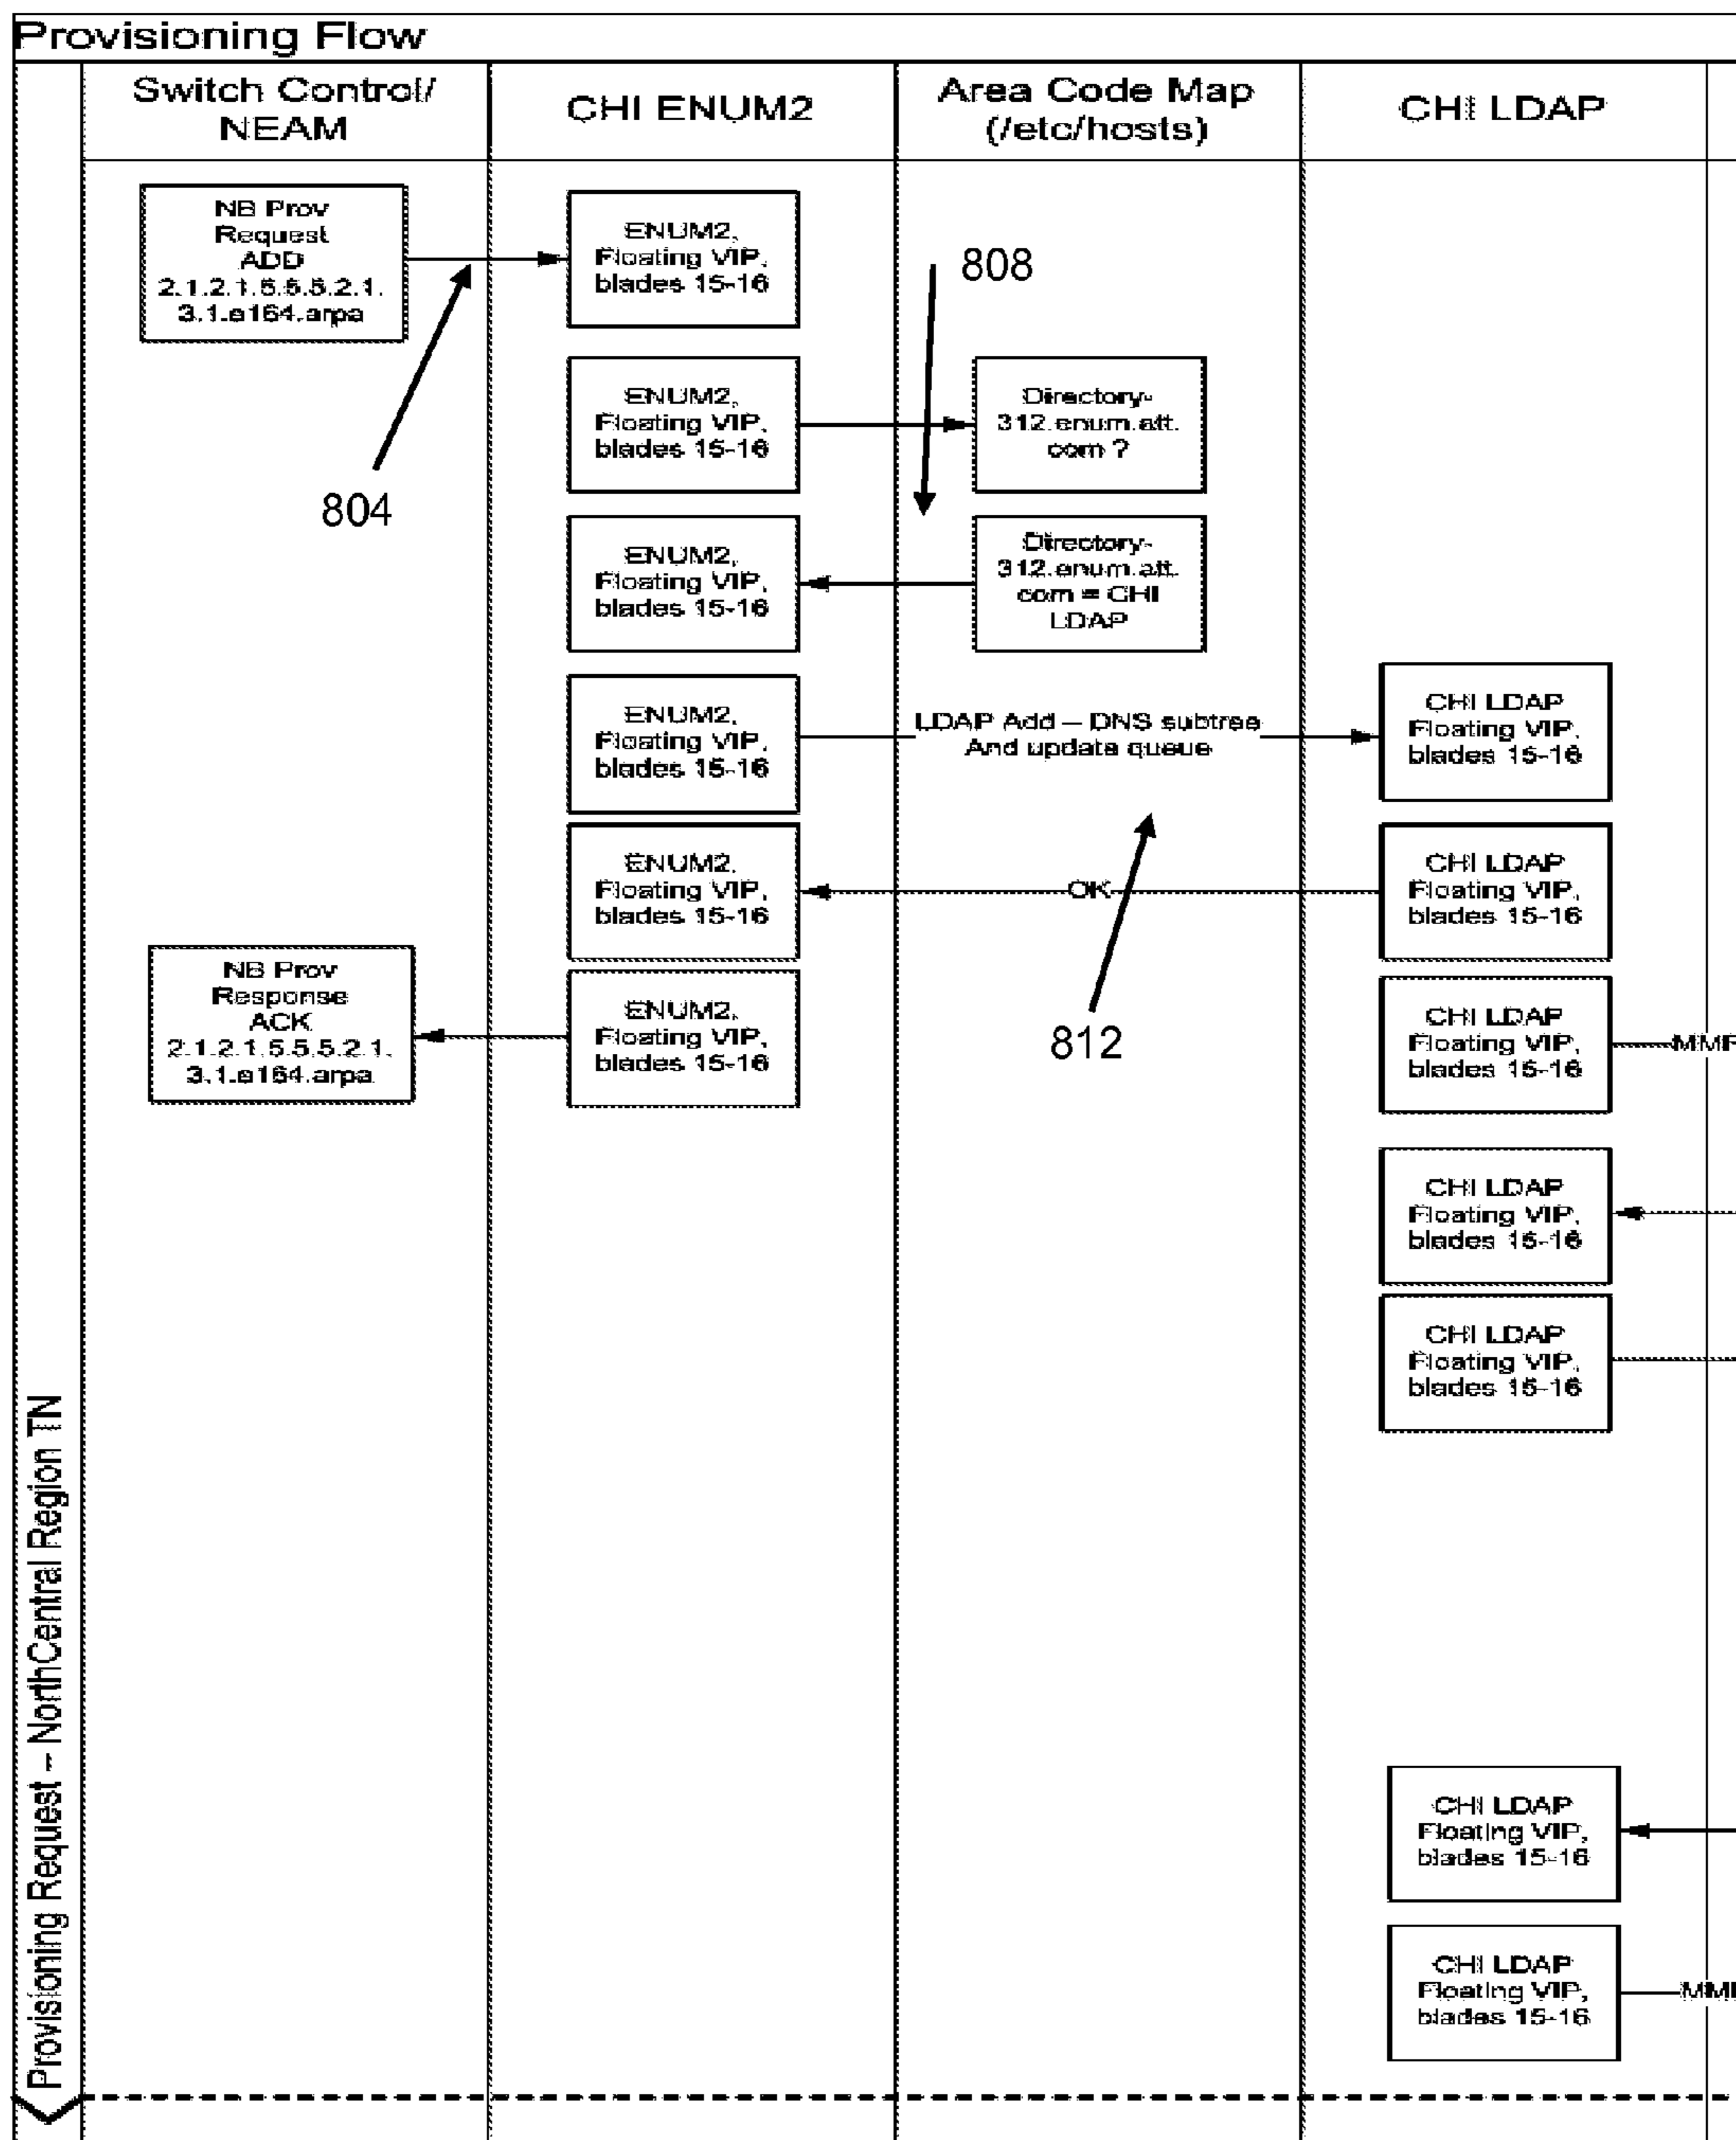 Provisioning Flow
Switch Control/
NEAM
CHI ENUM2
Area Code Map
(/etc/hosts)
CHI LDAP
NB Prov
Request
ADD
2.1.2.1.5.5.5.2.1.
3.1.e164.arpa
ENUM2,
Floating VIP,
blades 15-16
808
804
ENUM2,
Floating VIP,
blades 15-16
Directory-
312.enum.att.
com ?
ENUM2,
Floating VIP,
blades 15-16
Directory-
312.enum.att.
com = CHI
LDAP
ENUM2,
Floating VIP,
blades 15-16
LDAP Add – DNS subtree
And update queue
CHI LDAP
Floating VIP,
blades 15-16
ENUM2,
Floating VIP,
blades 15-16
OK
CHI LDAP
Floating VIP,
blades 15-16
812
NB Prov
Response
ACK
2.1.2.1.5.5.5.2.1.
3.1.e164.arpa
ENUM2,
Floating VIP,
blades 15-16
CHI LDAP
Floating VIP,
blades 15-16
CHI LDAP
Floating VIP,
blades 15-16
CHI LDAP
Floating VIP,
blades 15-16
CHI LDAP
Floating VIP,
blades 15-16
CHI LDAP
Floating VIP,
blades 15-16
Provisioning Request – NorthCentral Region TN